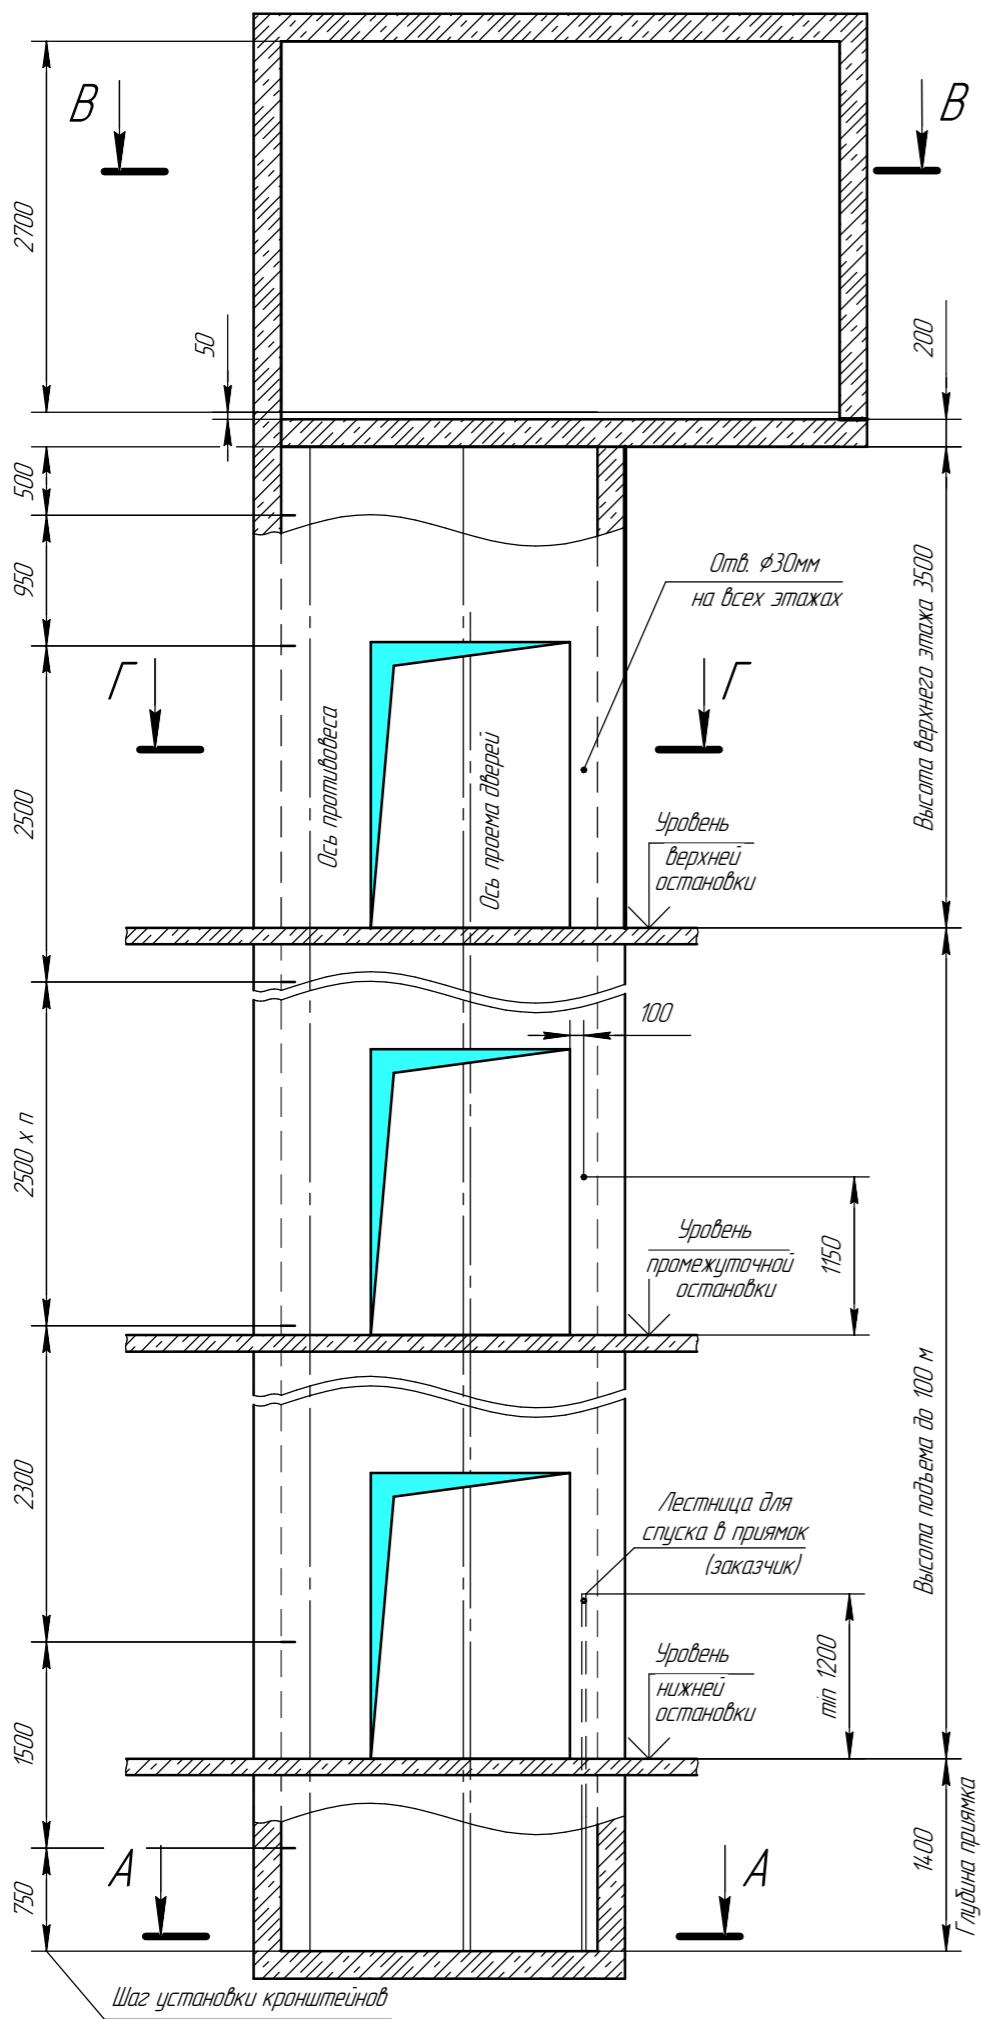 В
В
2700
50
200
500
950
Отв. ϕ30мм
на всех этажах
Высота верхнего этажа 3500
Г
Г
2500
Ось противовеса
Ось проема дверей
Уровень
верхней
остановки
100
2500 х п
Уровень
промежуточной
остановки
1150
Высота подъема до 100 м
2300
Лестница для
спуска в приямок
(заказчик)
min 1200
Уровень
нижней
остановки
1500
1400
Глубина приямка
А
А
750
Шаг установки кронштейнов